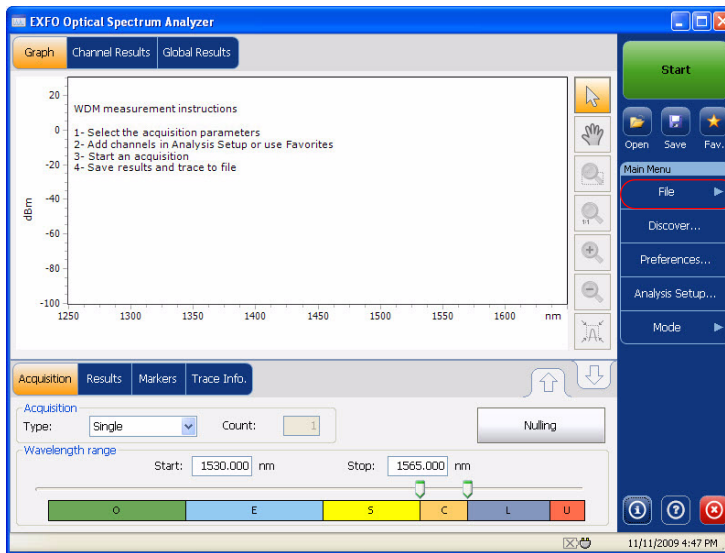 EXFO Optical Spectrum Analyzer
Graph
Channel Results
Global Results
WDM measurement instructions
1- Select the acquisition parameters
2- Add channels in Analysis Setup or use Favorites
3- Start an acquisition
4- Save results and trace to file
dBm
20
0
-20
-40
-60
-80
-100
1250 1300 1350 1400 1450 1500 1550 1600 nm
1:1
Start
Open Save Fav.
Main Menu
File
Discover...
Preferences...
Analysis Setup...
Mode
Acquisition
Results
Markers
Trace Info.
Acquisition
Type: Single Count: 1
Nulling
Wavelength range
Start: 1530.000 nm Stop: 1565.000 nm
O E S C L U
11/11/2009 4:47 PM